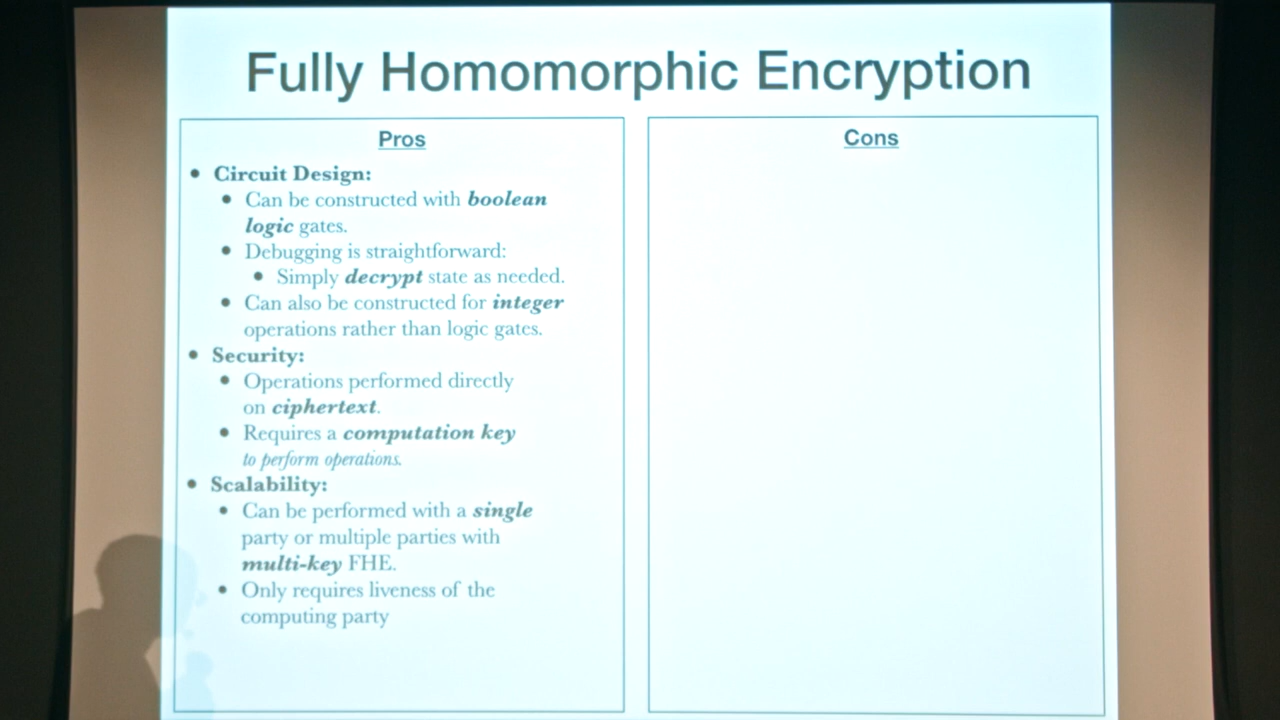 Fully Homomorphic Encryption
Pros
• Circuit Design:
• Can be constructed with boolean
logic gates.
• Debugging is straightforward:
• Simply decrypt state as needed.
• Can also be constructed for integer
operations rather than logic gates.
• Security:
• Operations performed directly
on ciphertext.
• Requires a computation key
to perform operations.
• Scalability:
• Can be performed with a single
party or multiple parties with
multi-key FHE.
• Only requires liveness of the
computing party
Cons